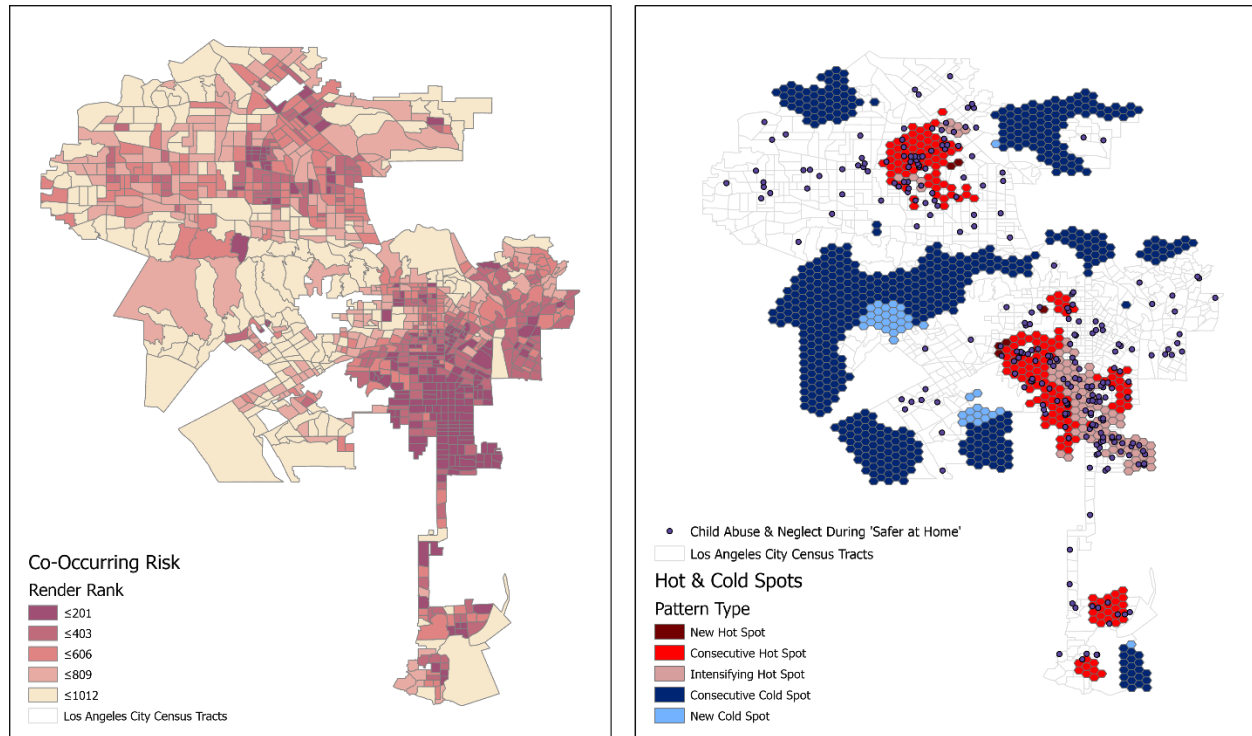 Co-Occurring Risk
Render Rank
≤201
≤403
≤606
≤809
≤1012
Los Angeles City Census Tracts
Child Abuse & Neglect During 'Safer at Home'
Los Angeles City Census Tracts
Hot & Cold Spots
Pattern Type
New Hot Spot
Consecutive Hot Spot
Intensifying Hot Spot
Consecutive Cold Spot
New Cold Spot